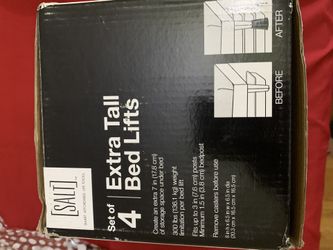 [SALT]
set of
4
Extra Tall
Bed Lifts
Create an extra 7 in (17.8 cm)
of storage space under bed
300 lbn (136.1 kg) weight
limitation per bed lift
Fits up to 3 in (7.6 cm) posts
Minimum 1.5 in (3.8 cm) bedpost
Remove casters before use
BEFORE
AFTER